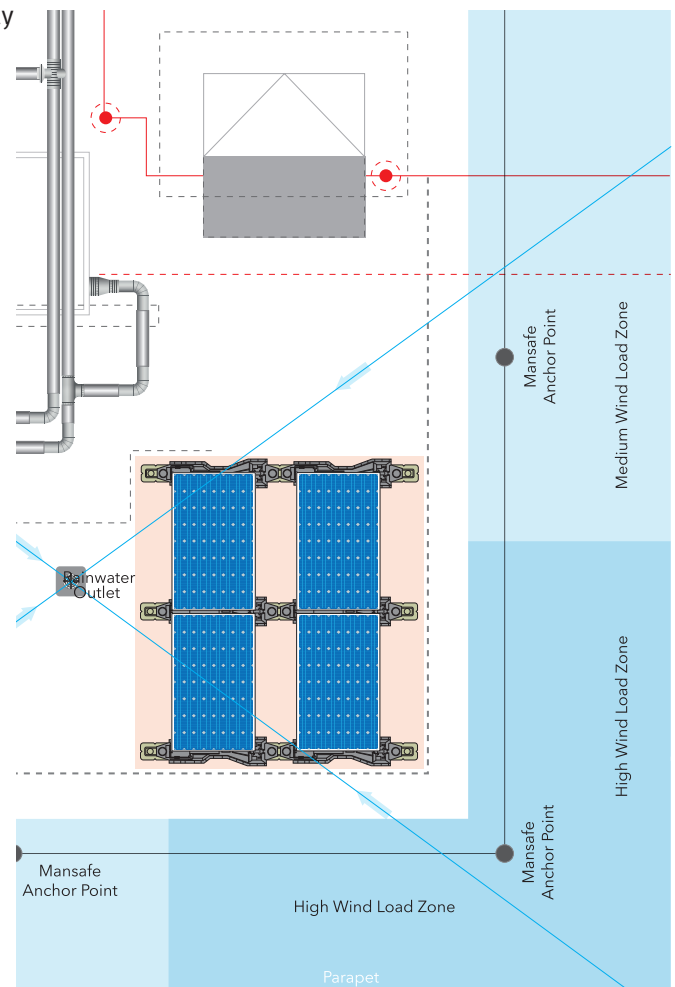 Mansafe
Anchor Point
Medium Wind Load Zone
Rainwater
Outlet
High Wind Load Zone
Mansafe
Anchor Point
Mansafe
Anchor Point
High Wind Load Zone
Parapet